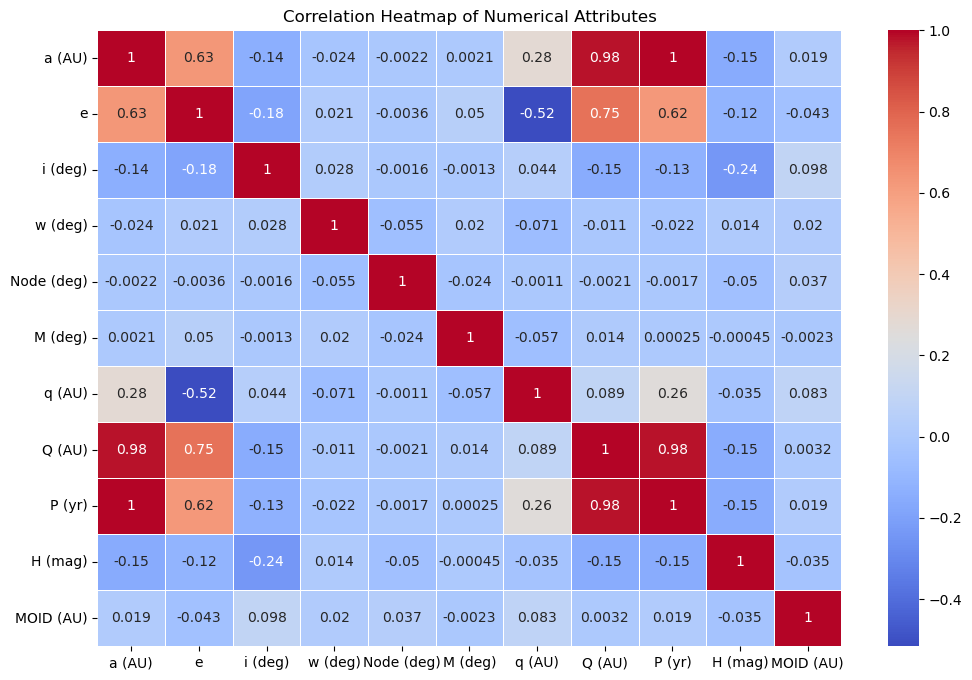 Correlation Heatmap of Numerical Attributes
a (AU) 1 0.63 -0.14 -0.024 -0.0022 0.0021 0.28 0.98 1 -0.15 0.019
e 0.63 1 -0.18 0.021 -0.0036 0.05 -0.52 0.75 0.62 -0.12 -0.043
i (deg) -0.14 -0.18 1 0.028 -0.0016 -0.0013 0.044 -0.15 -0.13 -0.24 0.098
w (deg) -0.024 0.021 0.028 1 -0.055 0.02 -0.071 -0.011 -0.022 0.014 0.02
Node (deg) -0.0022 -0.0036 -0.0016 -0.055 1 -0.024 -0.0011 -0.0021 -0.0017 -0.05 0.037
M (deg) 0.0021 0.05 -0.0013 0.02 -0.024 1 -0.057 0.014 0.00025 -0.00045 -0.0023
q (AU) 0.28 -0.52 0.044 -0.071 -0.0011 -0.057 1 0.089 0.26 -0.035 0.083
Q (AU) 0.98 0.75 -0.15 -0.011 -0.0021 0.014 0.089 1 0.98 -0.15 0.0032
P (yr) 1 0.62 -0.13 -0.022 -0.0017 0.00025 0.26 0.98 1 -0.15 0.019
H (mag) -0.15 -0.12 -0.24 0.014 -0.05 -0.00045 -0.035 -0.15 -0.15 1 -0.035
MOID (AU) 0.019 -0.043 0.098 0.02 0.037 -0.0023 0.083 0.0032 0.019 -0.035 1
a (AU) e i (deg) w (deg) Node (deg) M (deg) q (AU) Q (AU) P (yr) H (mag) MOID (AU)
1.0
0.8
0.6
0.4
0.2
0.0
−0.2
−0.4